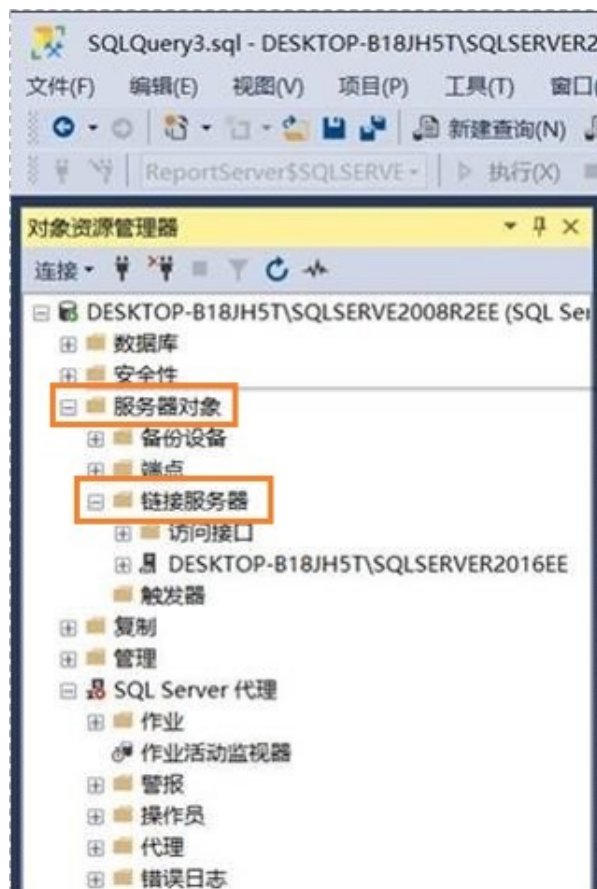 SQLQuery3.sql - DESKTOP-B18JH5T\SQLSERVER2
文件(F) 编辑(E) 视图(V) 项目(P) 工具(T) 窗口(
新建查询(N)
ReportServer$SQLSERVE 执行(X)
对象资源管理器
连接
DESKTOP-B18JH5T\SQLSERVE2008R2EE (SQL Ser
数据库
安全性
服务器对象
备份设备
端点
链接服务器
访问接口
DESKTOP-B18JH5T\SQLSERVER2016EE
触发器
复制
管理
SQL Server 代理
作业
作业活动监视器
警报
操作员
代理
错误日志